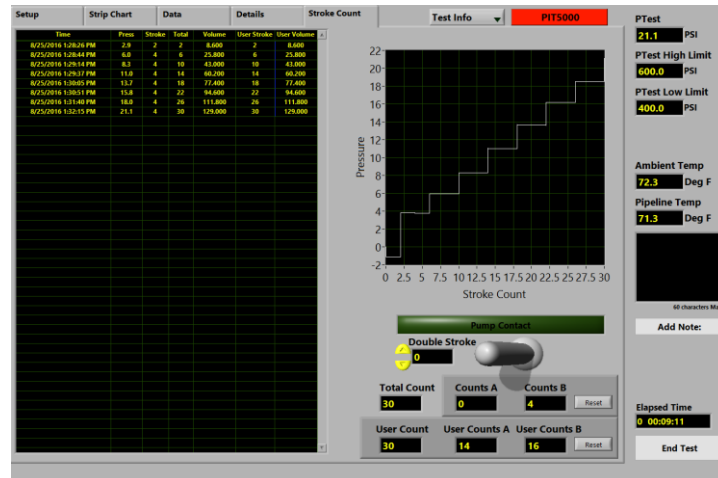 Setup Strip Chart Data Details Stroke Count
Test Info PIT5000
Time Press Stroke Total Volume User Stroke User Volume
8/25/2016 1:28:26 PM 2.9 2 2 8.600 2 8.600
8/25/2016 1:28:44 PM 6.0 4 6 25.800 6 25.800
8/25/2016 1:29:14 PM 8.3 4 10 43.000 10 43.000
8/25/2016 1:29:37 PM 11.0 4 14 60.200 14 60.200
8/25/2016 1:30:05 PM 13.7 4 18 77.400 18 77.400
8/25/2016 1:30:51 PM 15.8 4 22 94.600 22 94.600
8/25/2016 1:31:40 PM 18.0 4 26 111.800 26 111.800
8/25/2016 1:32:15 PM 21.1 4 30 129.000 30 129.000
22
20
18
16
14
12
10
8
6
4
2
0
-2
Pressure
0 2.5 5 7.5 10 12.5 15 17.5 20 22.5 25 27.5 30
Stroke Count
Pump Contact
Double Stroke
0
Total Count Counts A Counts B
30 0 4 Reset
User Count User Counts A User Counts B
30 14 16 Reset
PTest
21.1 PSI
PTest High Limit
600.0 PSI
PTest Low Limit
400.0 PSI
Ambient Temp
72.3 Deg F
Pipeline Temp
71.3 Deg F
60 characters Ma
Add Note:
Elapsed Time
0 00:09:11
End Test